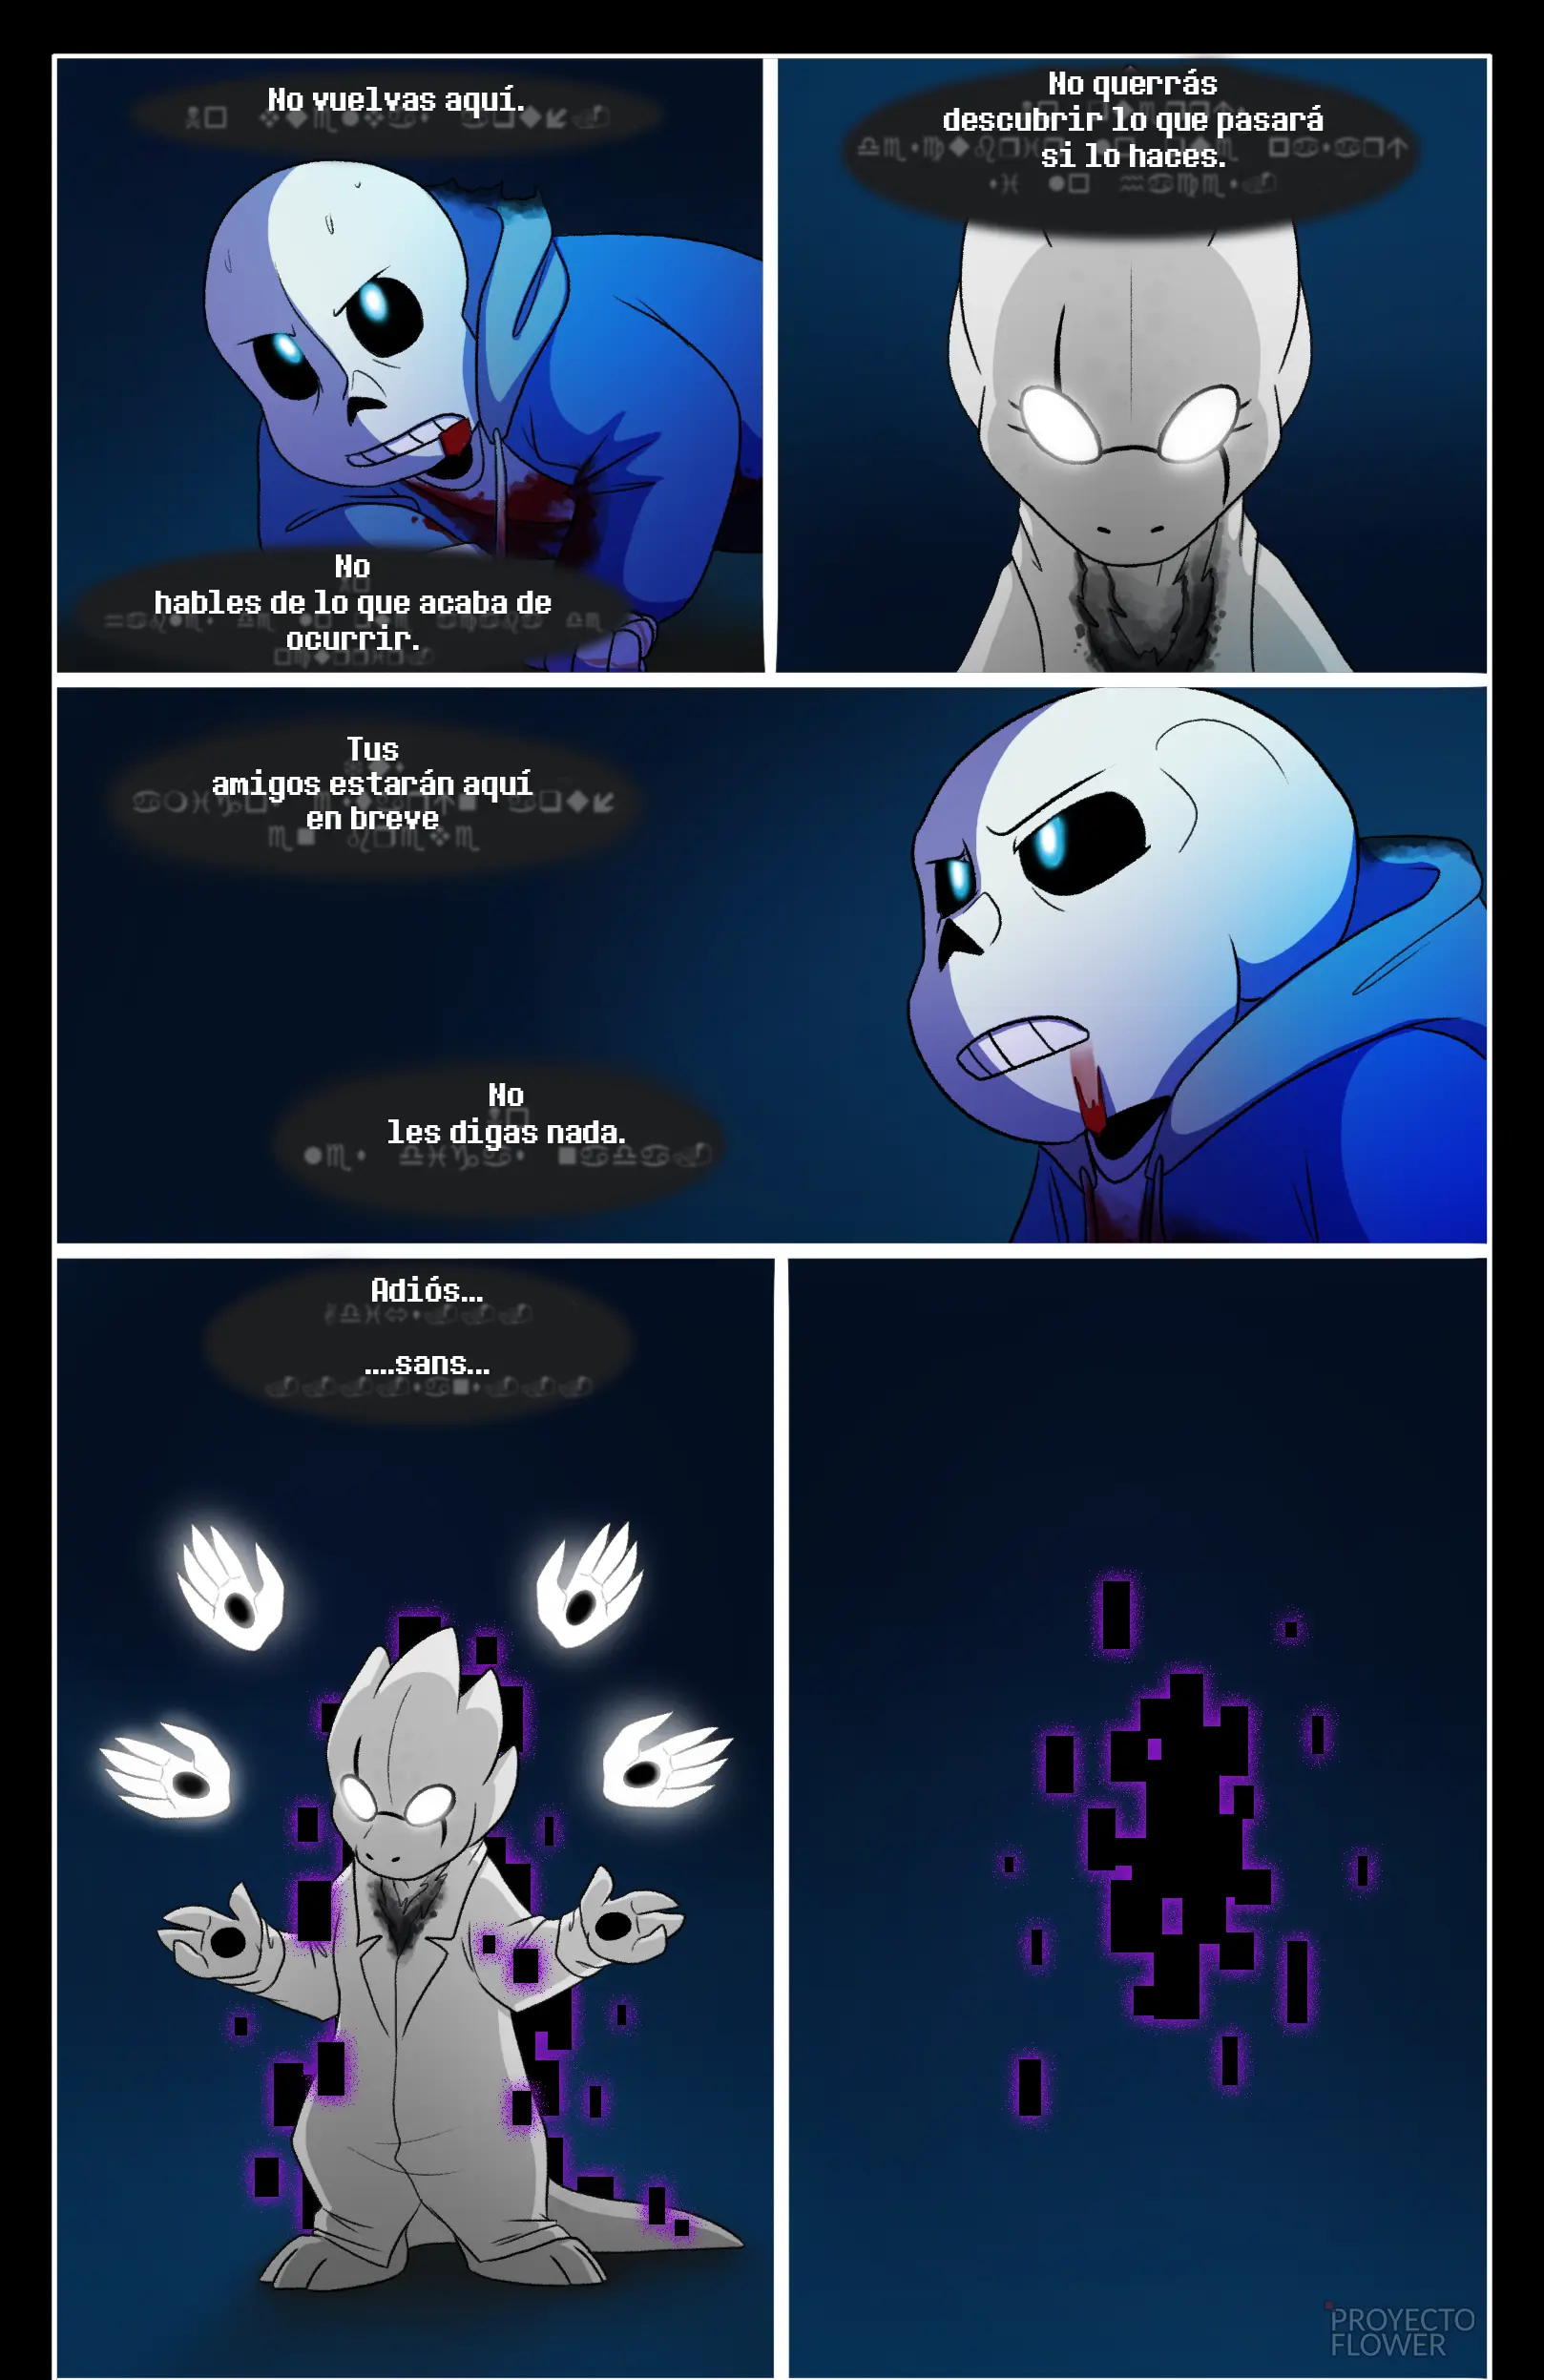 No vuelvas aquí.
No querrás
descubrir lo que pasará
si lo haces.
No
hables de lo que acaba de
ocurrir.
Tus
amigos estarán aquí
en breve
No
les digas nada.
Adiós...
....sans...
PROYECTO
FLOWER